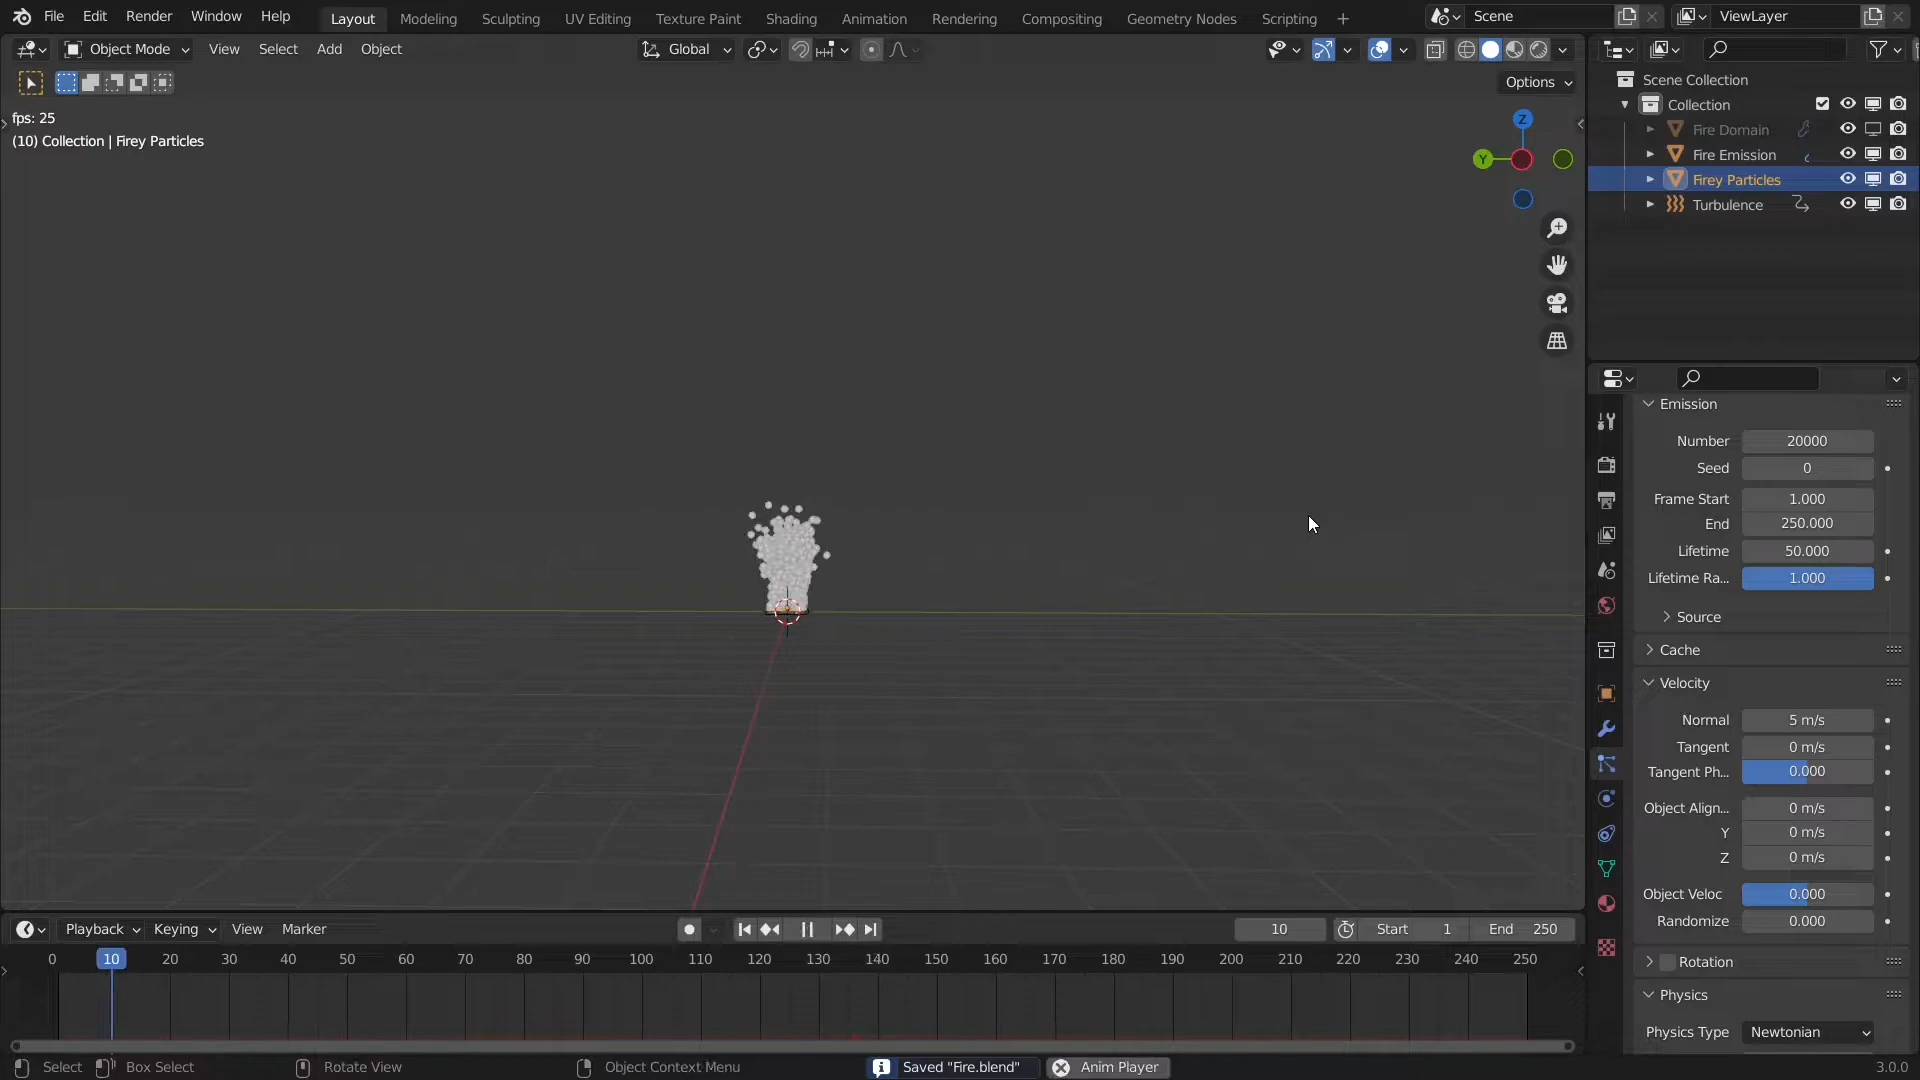 File Edit Render Window Help Layout Modeling Sculpting UV Editing Texture Paint Shading Animation Rendering Compositing Geometry Nodes Scripting Scene ViewLayer
Object Mode View Select Add Object Global
Options
fps: 25
(10) Collection | Firey Particles
Z
Y
Scene Collection
Collection
Fire Domain
Fire Emission
Firey Particles
Turbulence
Emission
Number 20000
Seed 0
Frame Start 1.000
End 250.000
Lifetime 50.000
Lifetime Ra... 1.000
Source
Cache
Velocity
Normal 5 m/s
Tangent 0 m/s
Tangent Ph... 0.000
Object Align... 0 m/s
Y 0 m/s
Z 0 m/s
Object Veloc 0.000
Randomize 0.000
Rotation
Physics
Physics Type Newtonian
Playback Keying View Marker 10 Start 1 End 250
0 10 20 30 40 50 60 70 80 90 100 110 120 130 140 150 160 170 180 190 200 210 220 230 240 250
Select Box Select Rotate View Object Context Menu Saved "Fire.blend" Anim Player 3.0.0